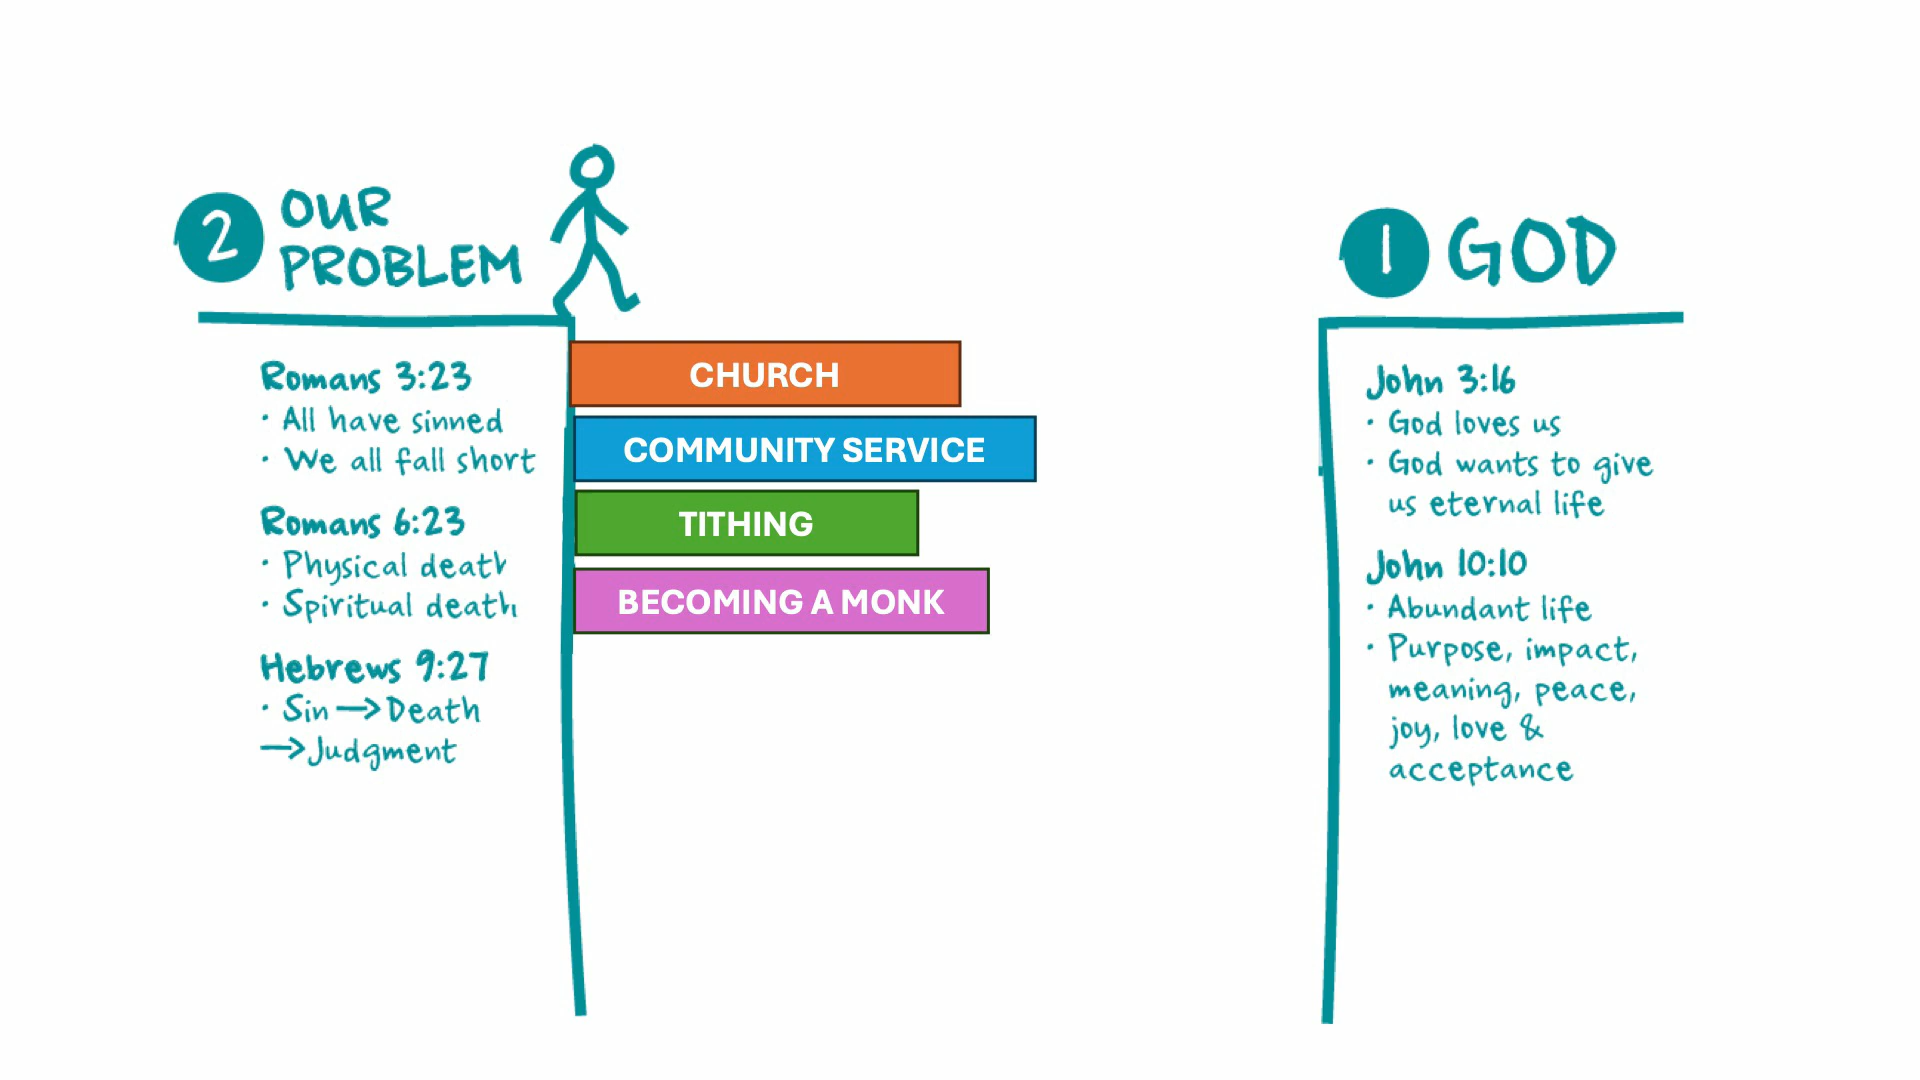 2 OUR
PROBLEM
Romans 3:23
· All have sinned
· We all fall short
Romans 6:23
· Physical death
· Spiritual death
Hebrews 9:27
· Sin → Death
→ Judgment
CHURCH
COMMUNITY SERVICE
TITHING
BECOMING A MONK
1 GOD
John 3:16
· God loves us
· God wants to give
us eternal life
John 10:10
· Abundant life
· Purpose, impact,
meaning, peace,
joy, love &
acceptance